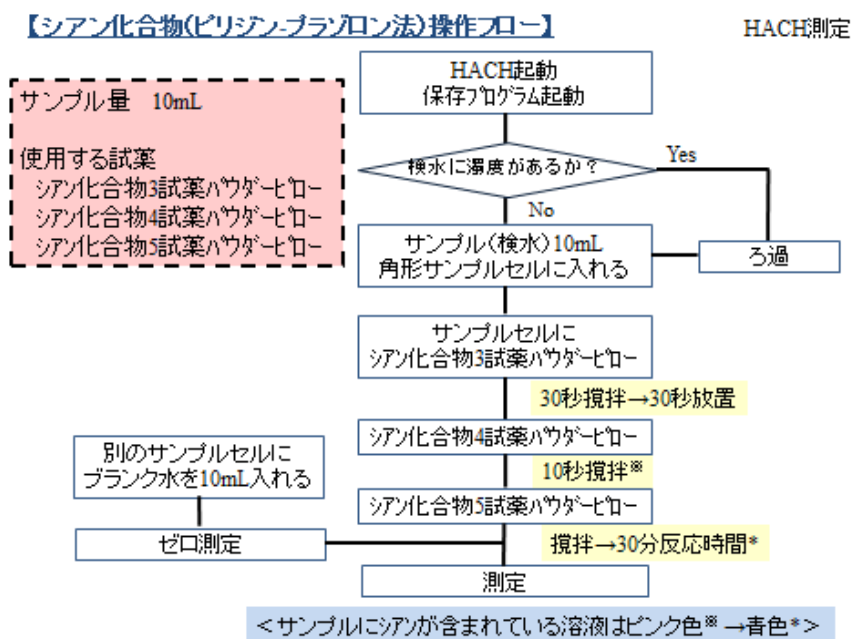 【シアン化合物(ピリジン-ブラゾロン法)操作フロー】
HACH測定
サンプル量 10mL
使用する試薬
シアン化合物3試薬パウダーピロー
シアン化合物4試薬パウダーピロー
シアン化合物5試薬パウダーピロー
HACH起動
保存プログラム起動
検水に濁度があるか？
Yes
No
サンプル(検水)10mL
角形サンプルセルに入れる
ろ過
サンプルセルに
シアン化合物3試薬パウダーピロー
30秒撹拌→30秒放置
シアン化合物4試薬パウダーピロー
10秒撹拌※
別のサンプルセルに
ブランク水を10mL入れる
シアン化合物5試薬パウダーピロー
ゼロ測定
撹拌→30分反応時間*
測定
＜サンプルにシアンが含まれている溶液はピンク色※→青色*＞